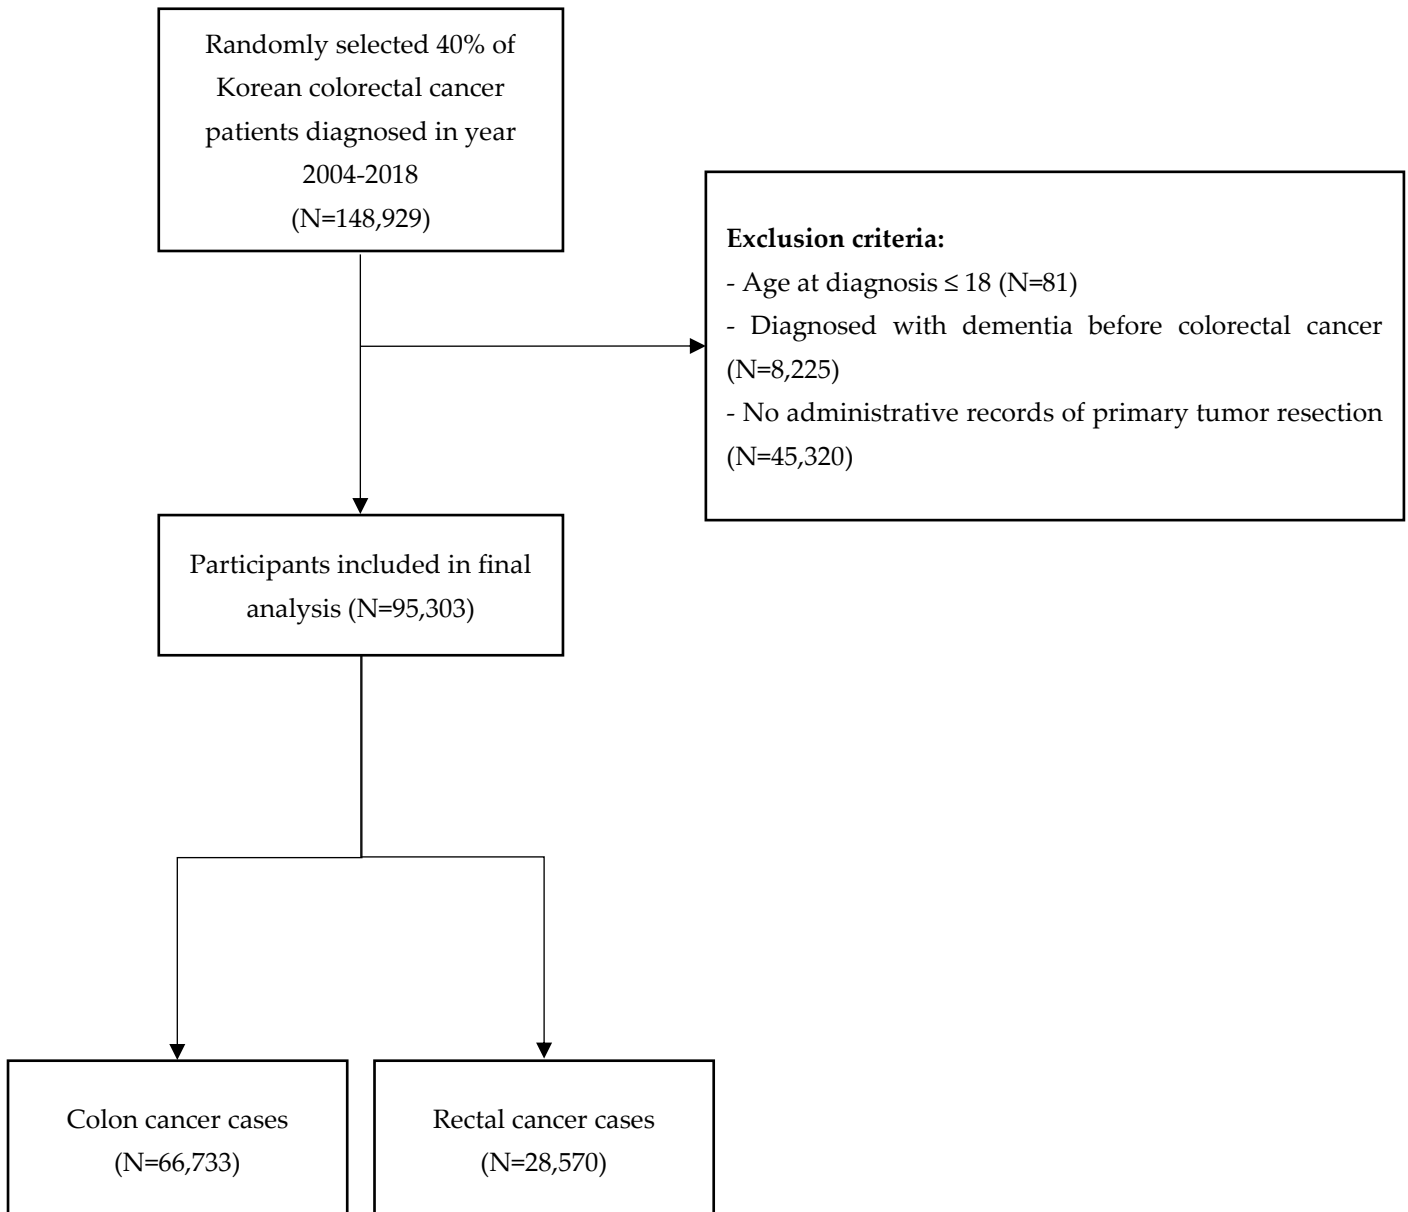 Randomly selected 40% of
Korean colorectal cancer
patients diagnosed in year
2004-2018
(N=148,929)
Exclusion criteria:
- Age at diagnosis ≤ 18 (N=81)
- Diagnosed with dementia before colorectal cancer
(N=8,225)
- No administrative records of primary tumor resection
(N=45,320)
Participants included in final
analysis (N=95,303)
Colon cancer cases
(N=66,733)
Rectal cancer cases
(N=28,570)